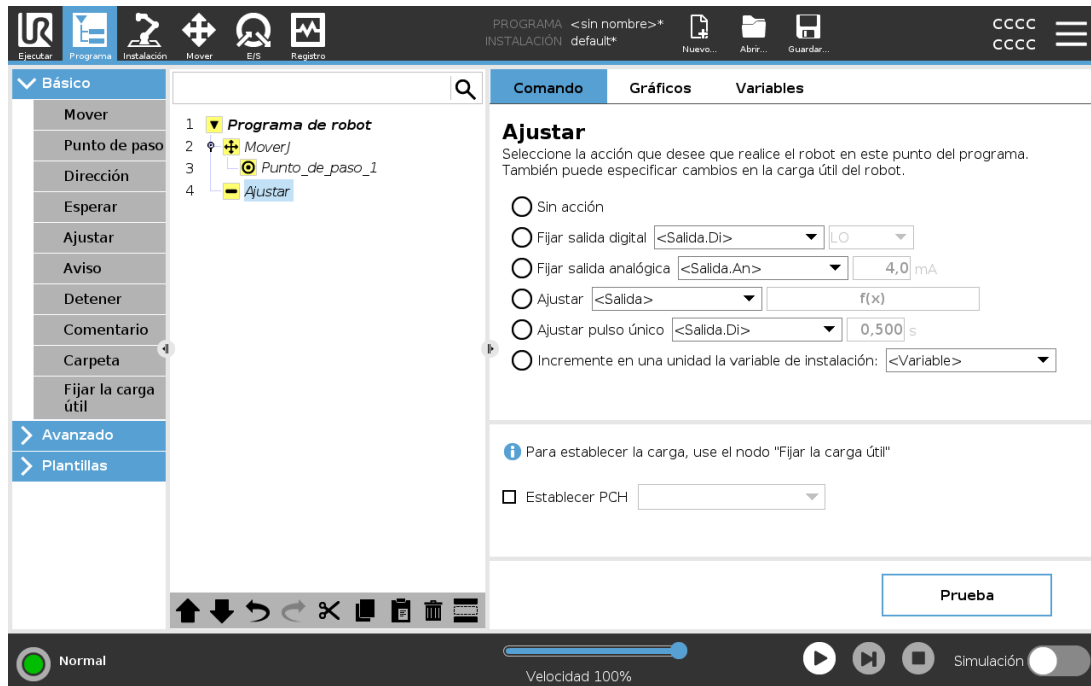 PROGRAMA <sin nombre>*
INSTALACIÓN default*
UR
Ejecutar
Programa
Instalación
Mover
E/S
Registro
Nuevo...
Abrir...
Guardar...
CCCC
CCCC
Básico
Mover
Punto de paso
Dirección
Esperar
Ajustar
Aviso
Detener
Comentario
Carpeta
Fijar la carga
útil
Avanzado
Plantillas
1 Programa de robot
2 MoverJ
3 Punto_de_paso_1
4 Ajustar
Comando Gráficos Variables
Ajustar
Seleccione la acción que desee que realice el robot en este punto del programa.
También puede especificar cambios en la carga útil del robot.
Sin acción
Fijar salida digital <Salida.Di> LO
Fijar salida analógica <Salida.An> 4,0 mA
Ajustar <Salida> f(x)
Ajustar pulso único <Salida.Di> 0,500 s
Incremente en una unidad la variable de instalación: <Variable>
Para establecer la carga, use el nodo "Fijar la carga útil"
Establecer PCH
Prueba
Normal
Velocidad 100%
Simulación